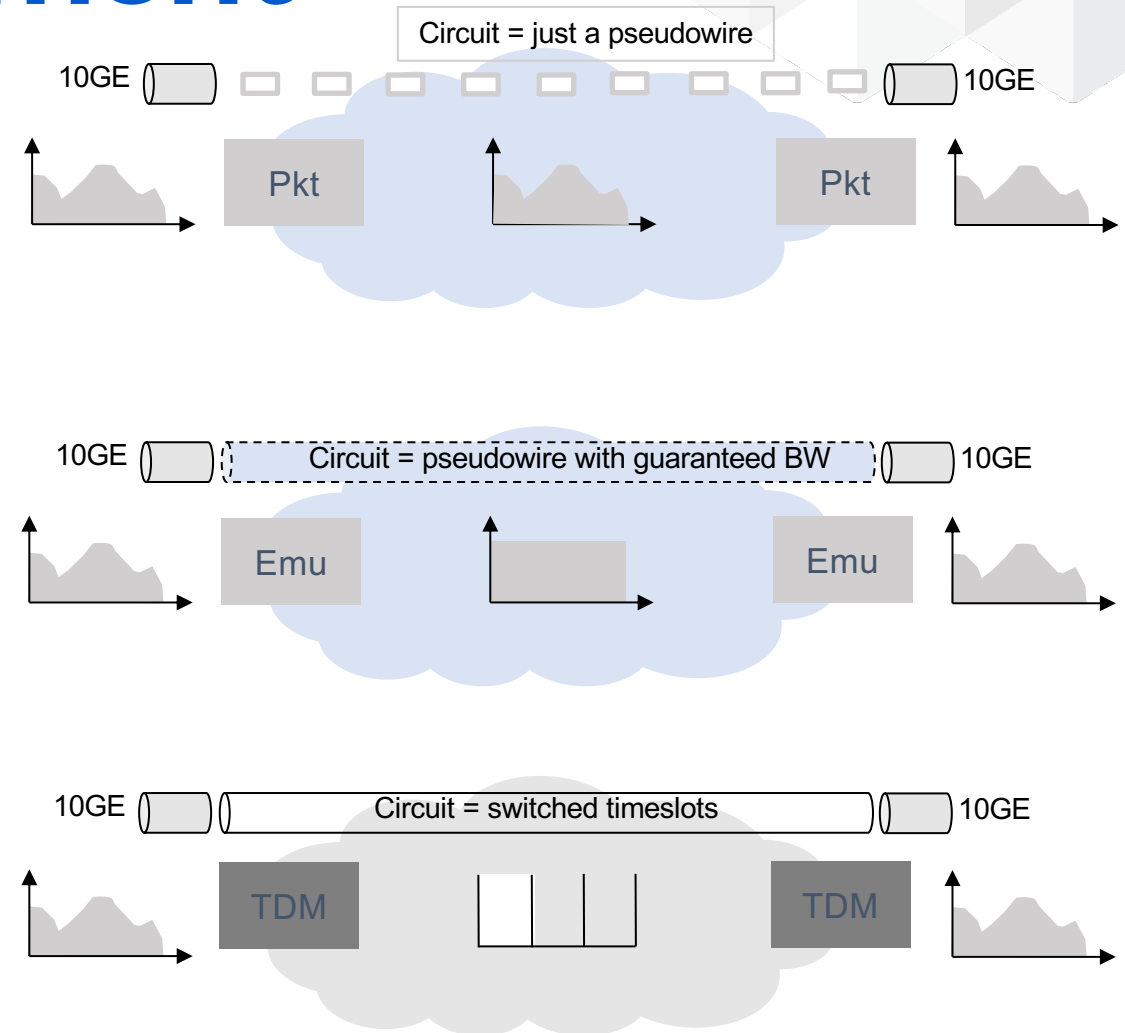 Circuit = just a pseudowire
10GE
10GE
Pkt
Pkt
Circuit = pseudowire with guaranteed BW
10GE
10GE
Emu
Emu
Circuit = switched timeslots
10GE
10GE
TDM
TDM